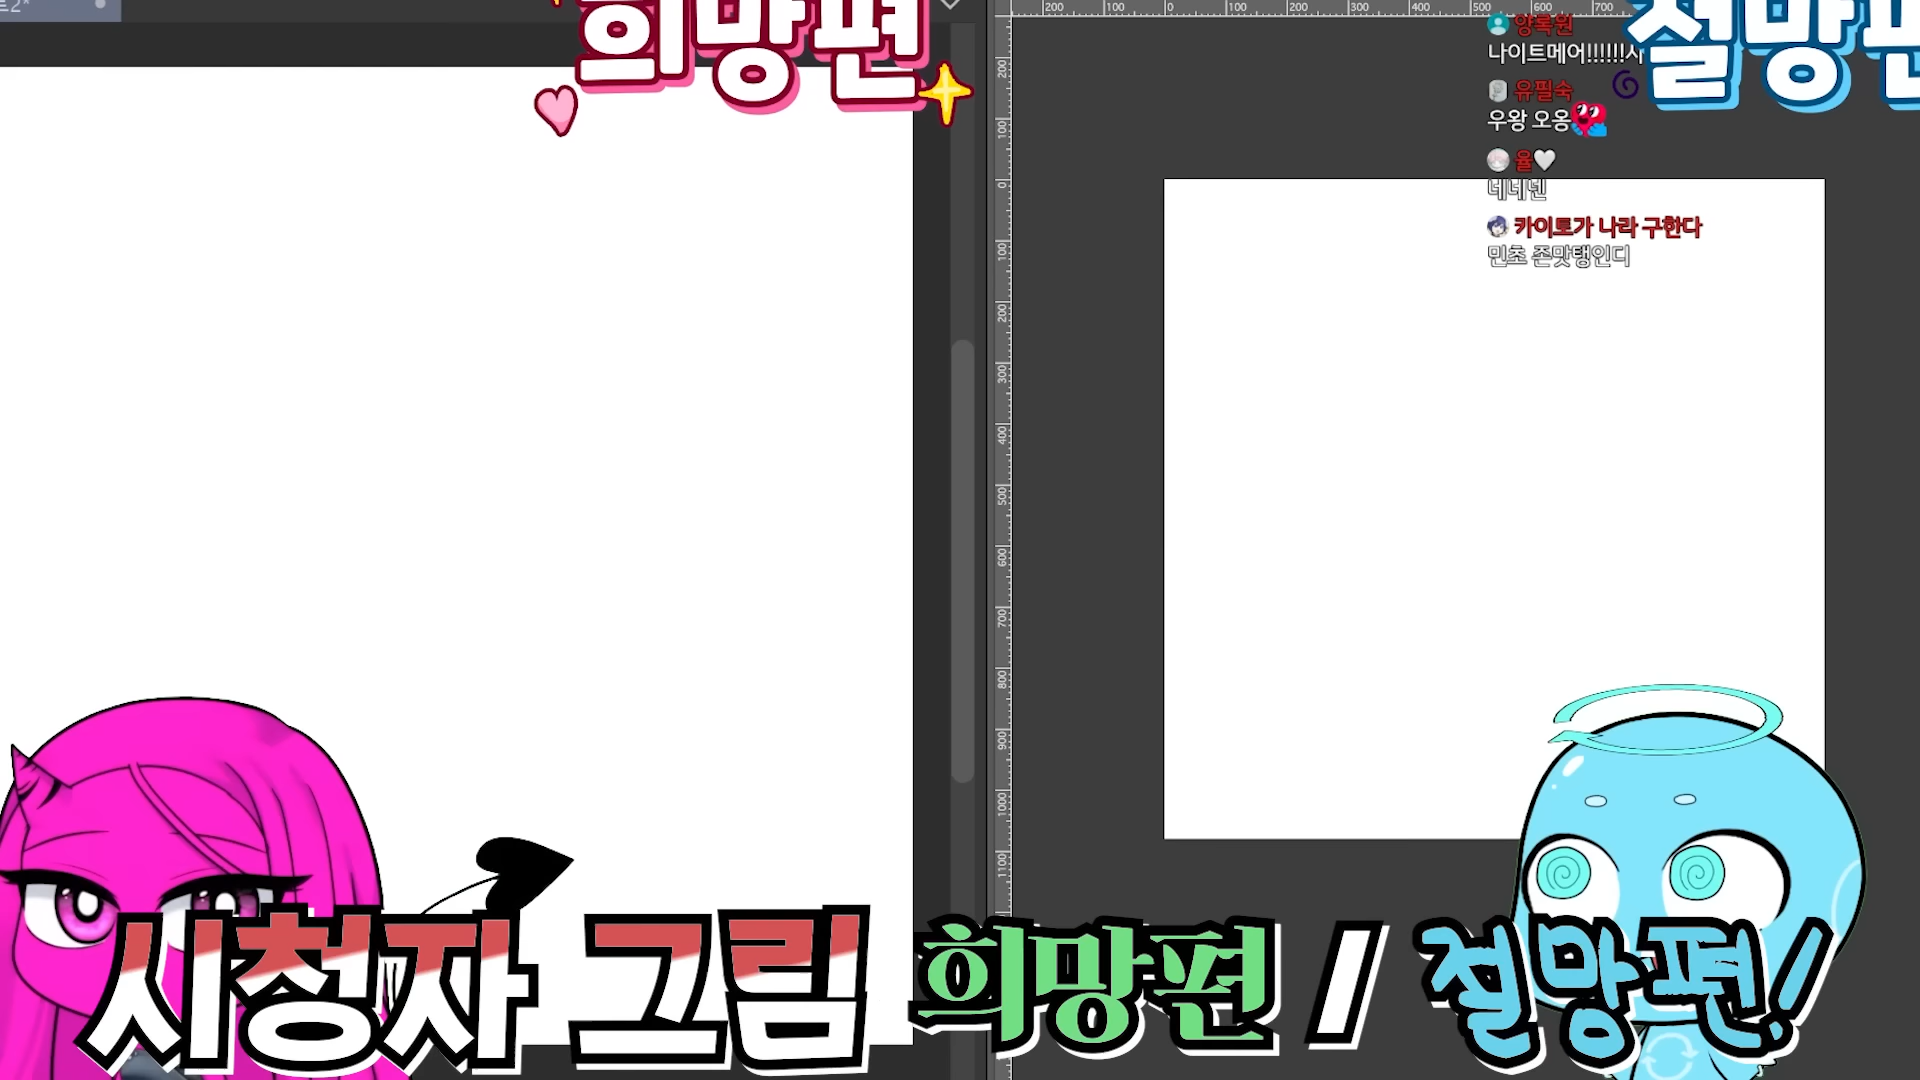 희망편
절망편
양록원
나이트메어!!!!!!사
유필숙
우왕 오옹
율🤍
네네넨
카이토가 나라 구한다
민초 존맛탱인디
시청자 그림 희망편 / 절망편!